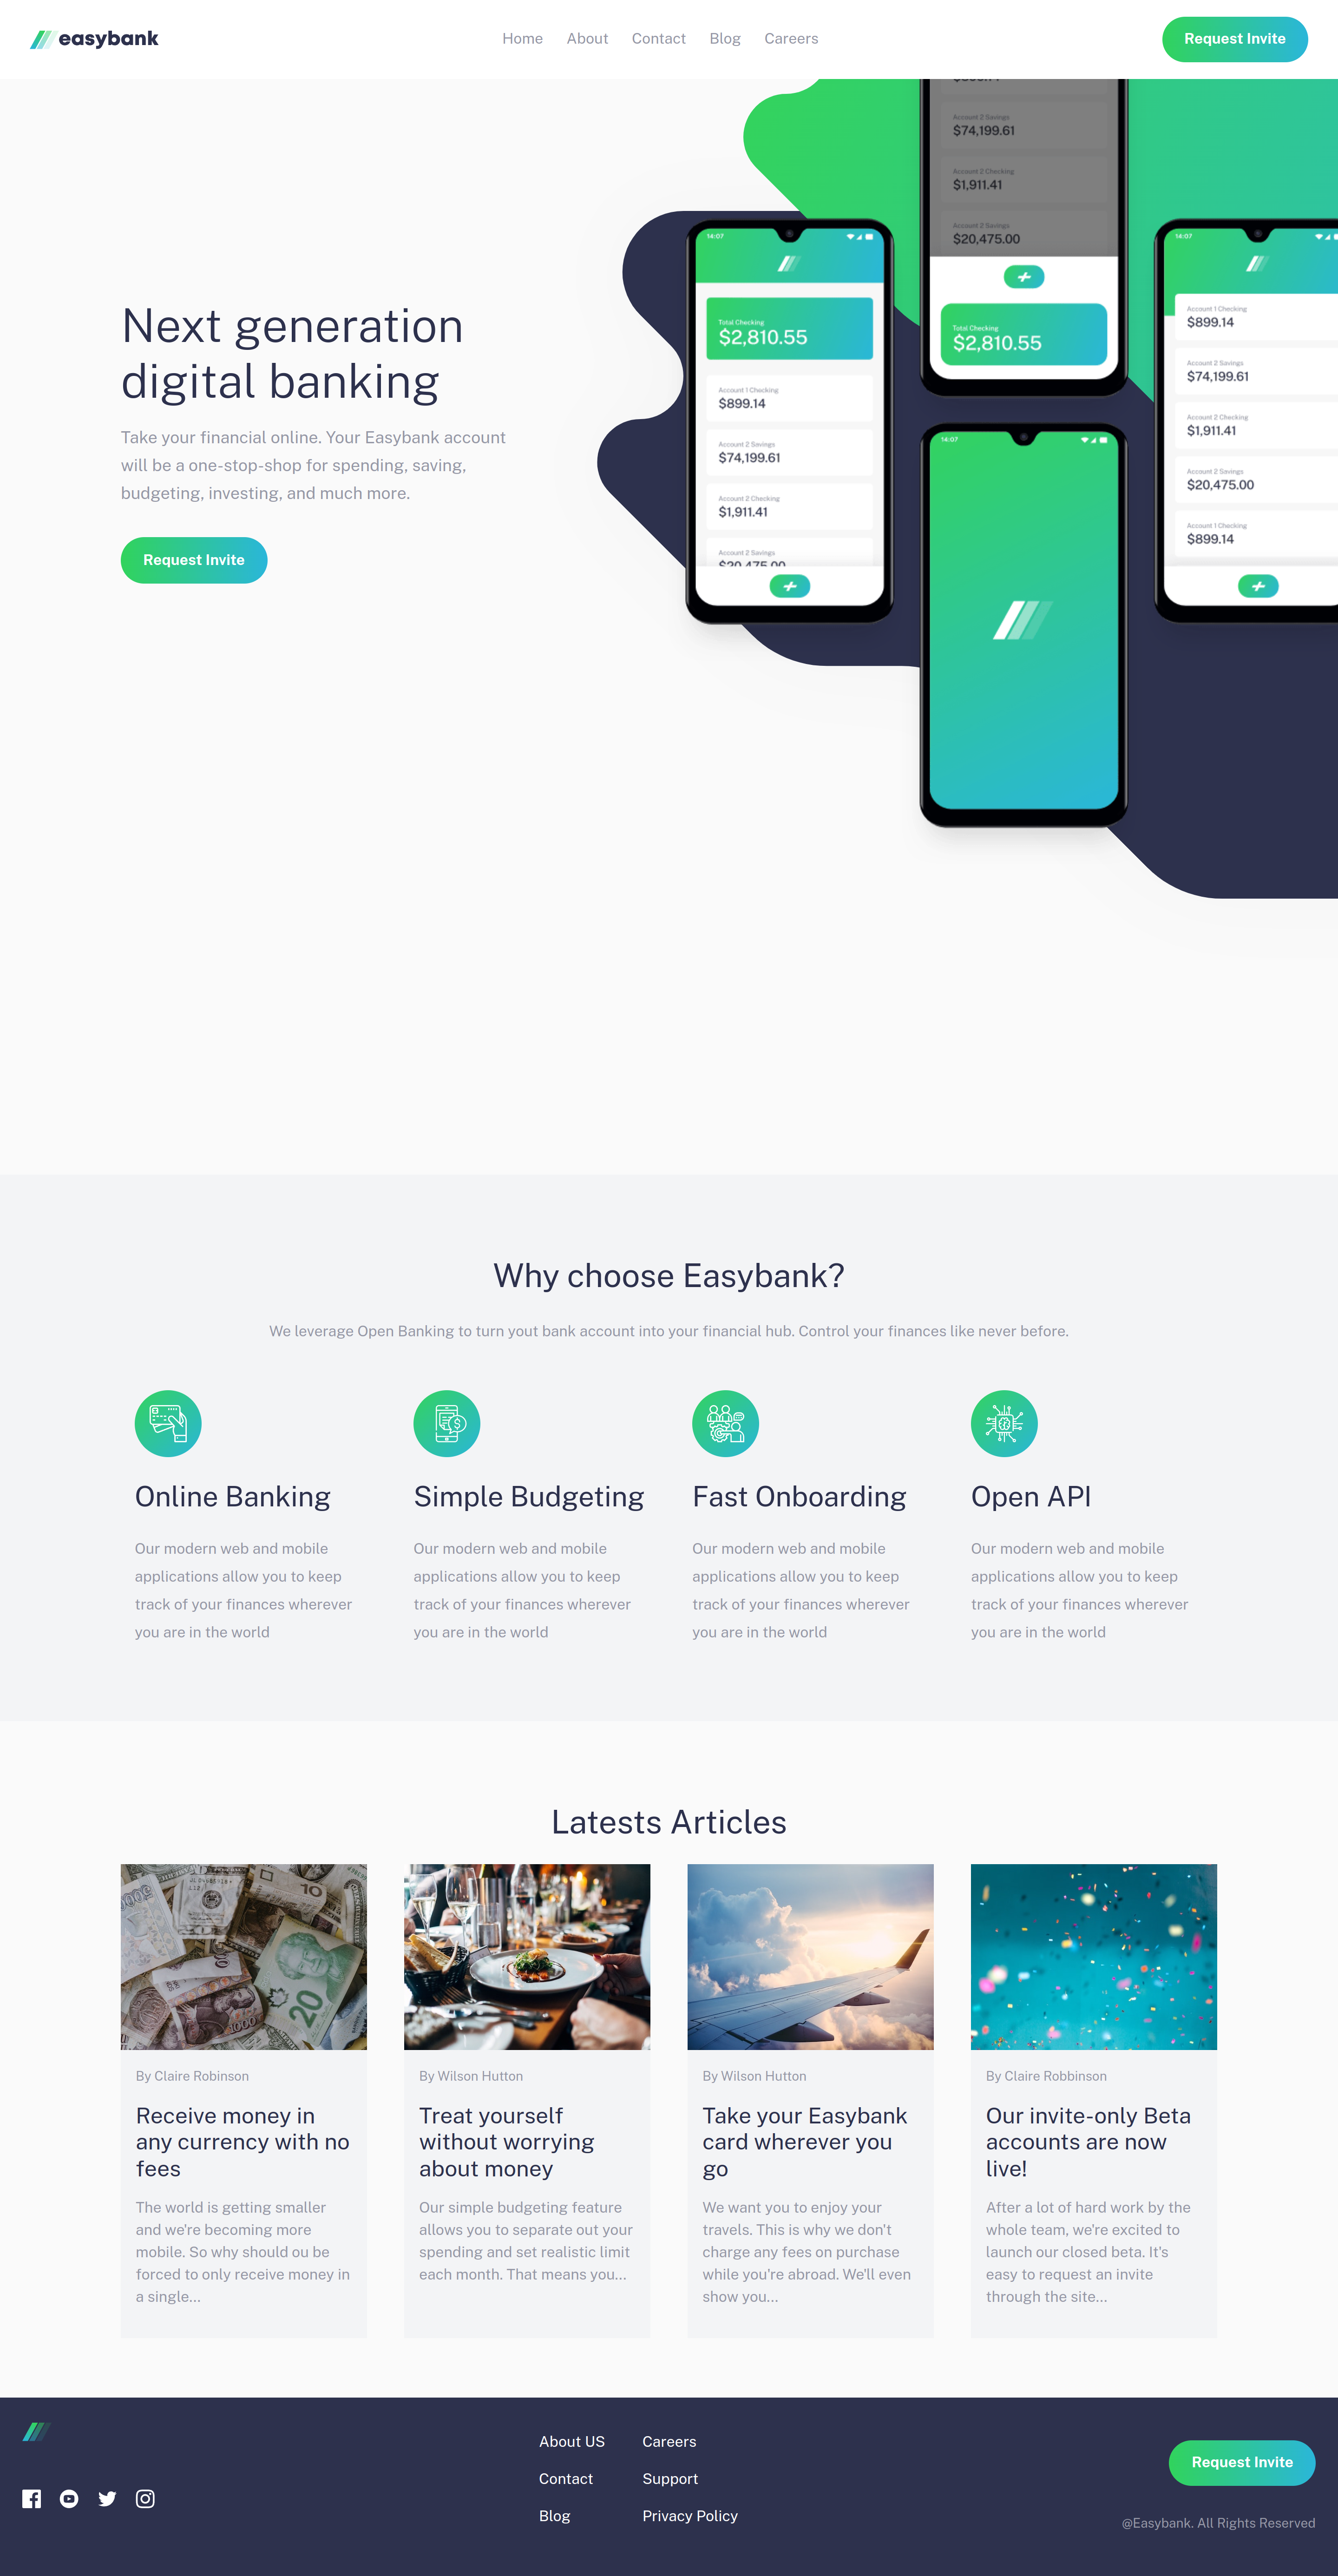 easybank
Home About Contact Blog Careers
Request Invite
Account 2 Savings
$74,199.61
Account 2 Checking
$1,911.41
Account 2 Savings
$20,475.00
Total Checking
$2,810.55
14:07
Total Checking
$2,810.55
Account 1 Checking
$899.14
Account 2 Savings
$74,199.61
Account 2 Checking
$1,911.41
Account 2 Savings
$20,475.00
14:07
Account 1 Checking
$899.14
Account 2 Savings
$74,199.61
Account 2 Checking
$1,911.41
Account 2 Savings
$20,475.00
Account 1 Checking
$899.14
14:07
Next generation
digital banking
Take your financial online. Your Easybank account
will be a one-stop-shop for spending, saving,
budgeting, investing, and much more.
Request Invite
Why choose Easybank?
We leverage Open Banking to turn yout bank account into your financial hub. Control your finances like never before.
Online Banking
Our modern web and mobile
applications allow you to keep
track of your finances wherever
you are in the world
Simple Budgeting
Our modern web and mobile
applications allow you to keep
track of your finances wherever
you are in the world
Fast Onboarding
Our modern web and mobile
applications allow you to keep
track of your finances wherever
you are in the world
Open API
Our modern web and mobile
applications allow you to keep
track of your finances wherever
you are in the world
Latests Articles
By Claire Robinson
Receive money in
any currency with no
fees
The world is getting smaller
and we're becoming more
mobile. So why should ou be
forced to only receive money in
a single...
By Wilson Hutton
Treat yourself
without worrying
about money
Our simple budgeting feature
allows you to separate out your
spending and set realistic limit
each month. That means you...
By Wilson Hutton
Take your Easybank
card wherever you
go
We want you to enjoy your
travels. This is why we don't
charge any fees on purchase
while you're abroad. We'll even
show you...
By Claire Robbinson
Our invite-only Beta
accounts are now
live!
After a lot of hard work by the
whole team, we're excited to
launch our closed beta. It's
easy to request an invite
through the site...
About US
Contact
Blog
Careers
Support
Privacy Policy
Request Invite
@Easybank. All Rights Reserved